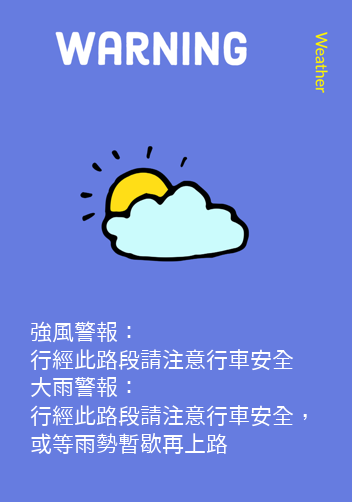 WARNING
Weather
強風警報：
行經此路段請注意行車安全
大雨警報：
行經此路段請注意行車安全，
或等雨勢暫歇再上路